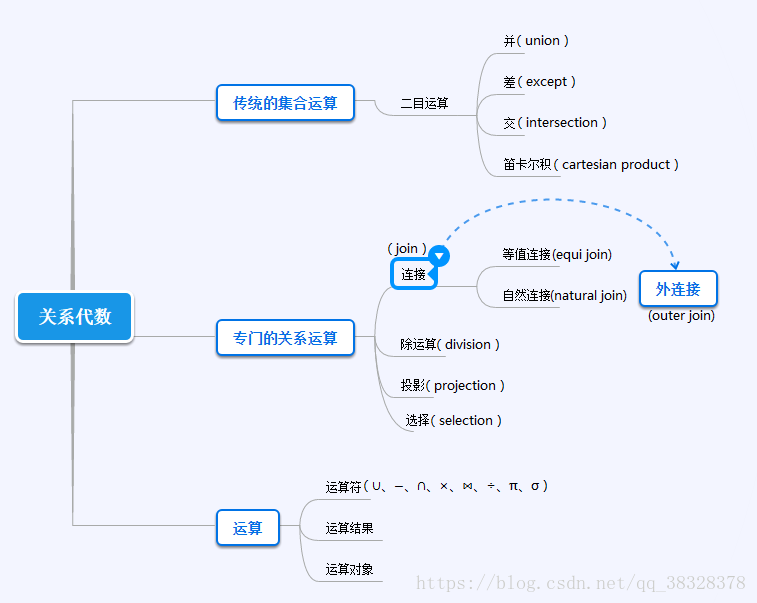 关系代数
传统的集合运算
二目运算
并( union )
差( except )
交( intersection )
笛卡尔积( cartesian product )
专门的关系运算
( join )
连接
等值连接(equi join)
自然连接(natural join)
外连接
(outer join)
除运算( division )
投影( projection )
选择( selection )
运算
运算符( ∪、−、∩、×、⋈、÷、π、σ )
运算结果
运算对象
https://blog.csdn.net/qq_38328378